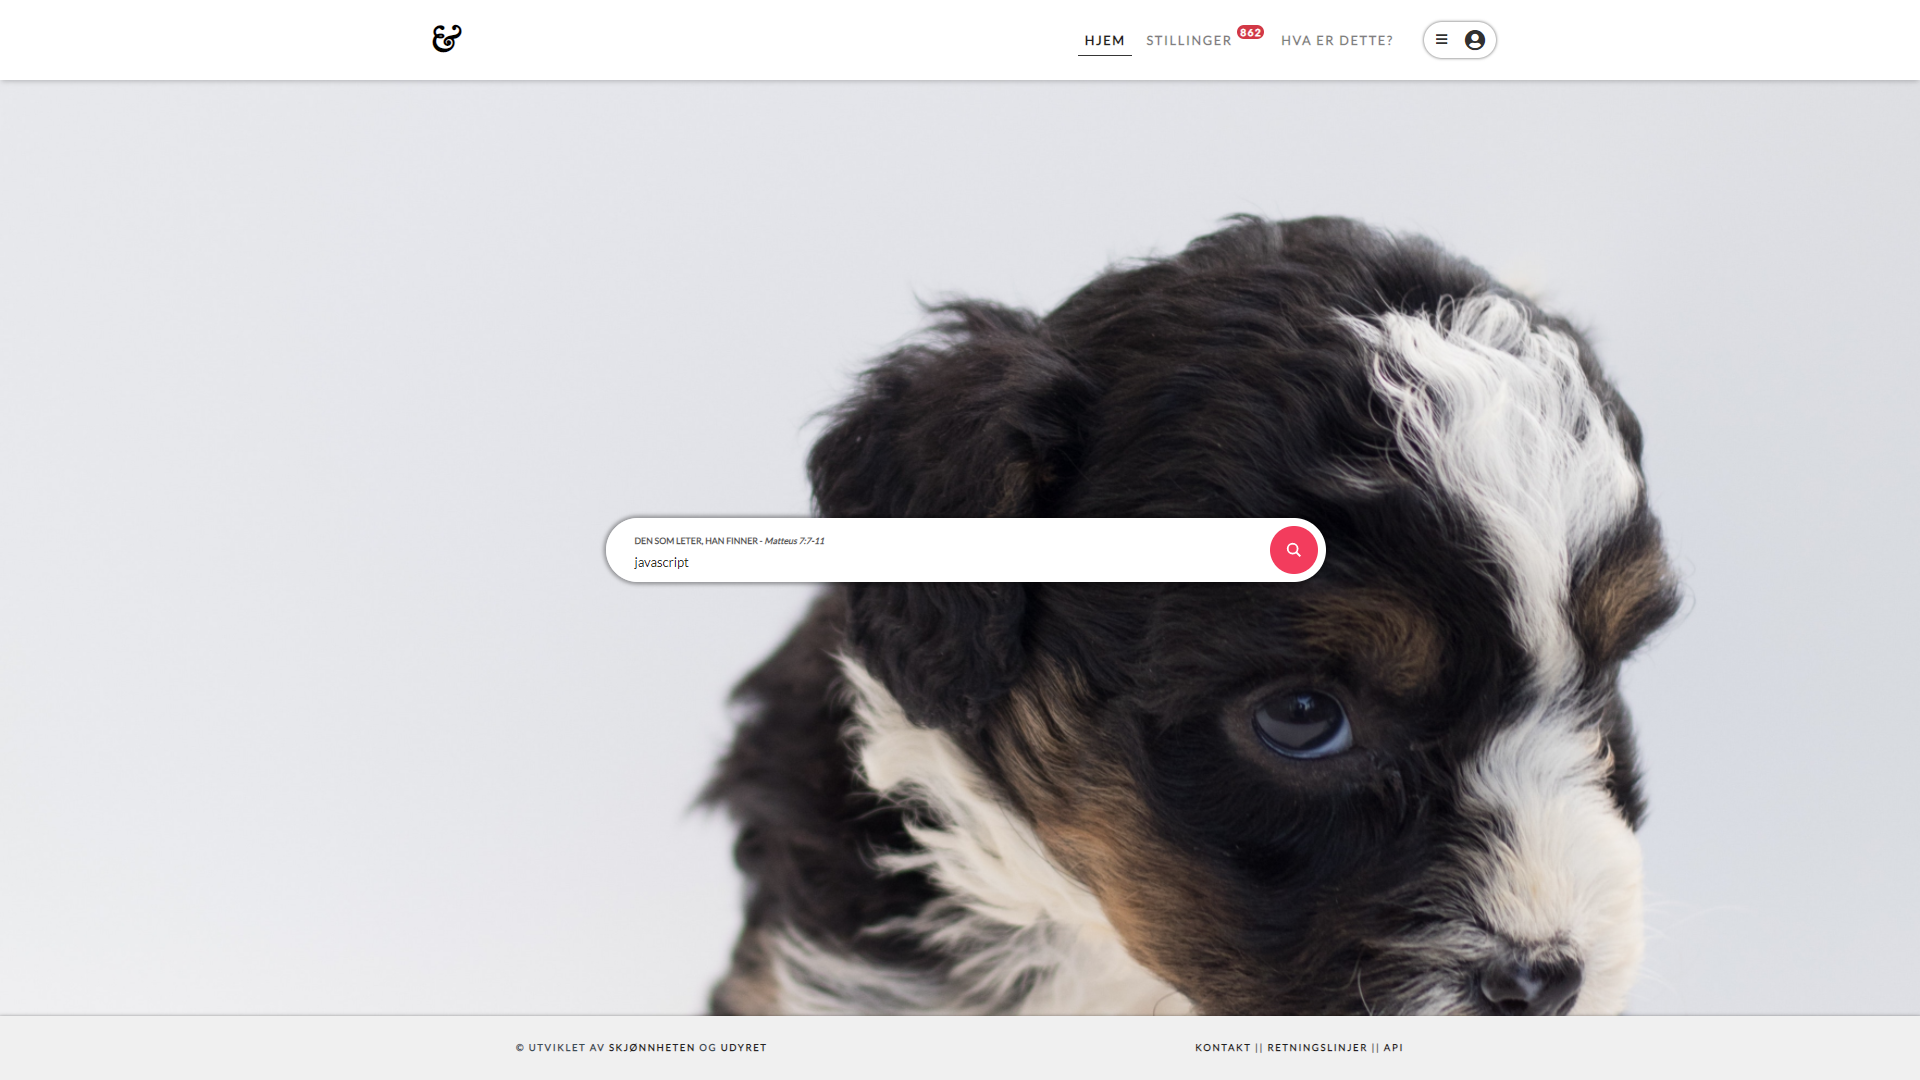 &
HJEM STILLINGER 862 HVA ER DETTE?
DEN SOM LETER, HAN FINNER - Matteus 7:7-11
javascript
© UTVIKLET AV SKJØNNHETEN OG UDYRET
KONTAKT || RETNINGSLINJER || API